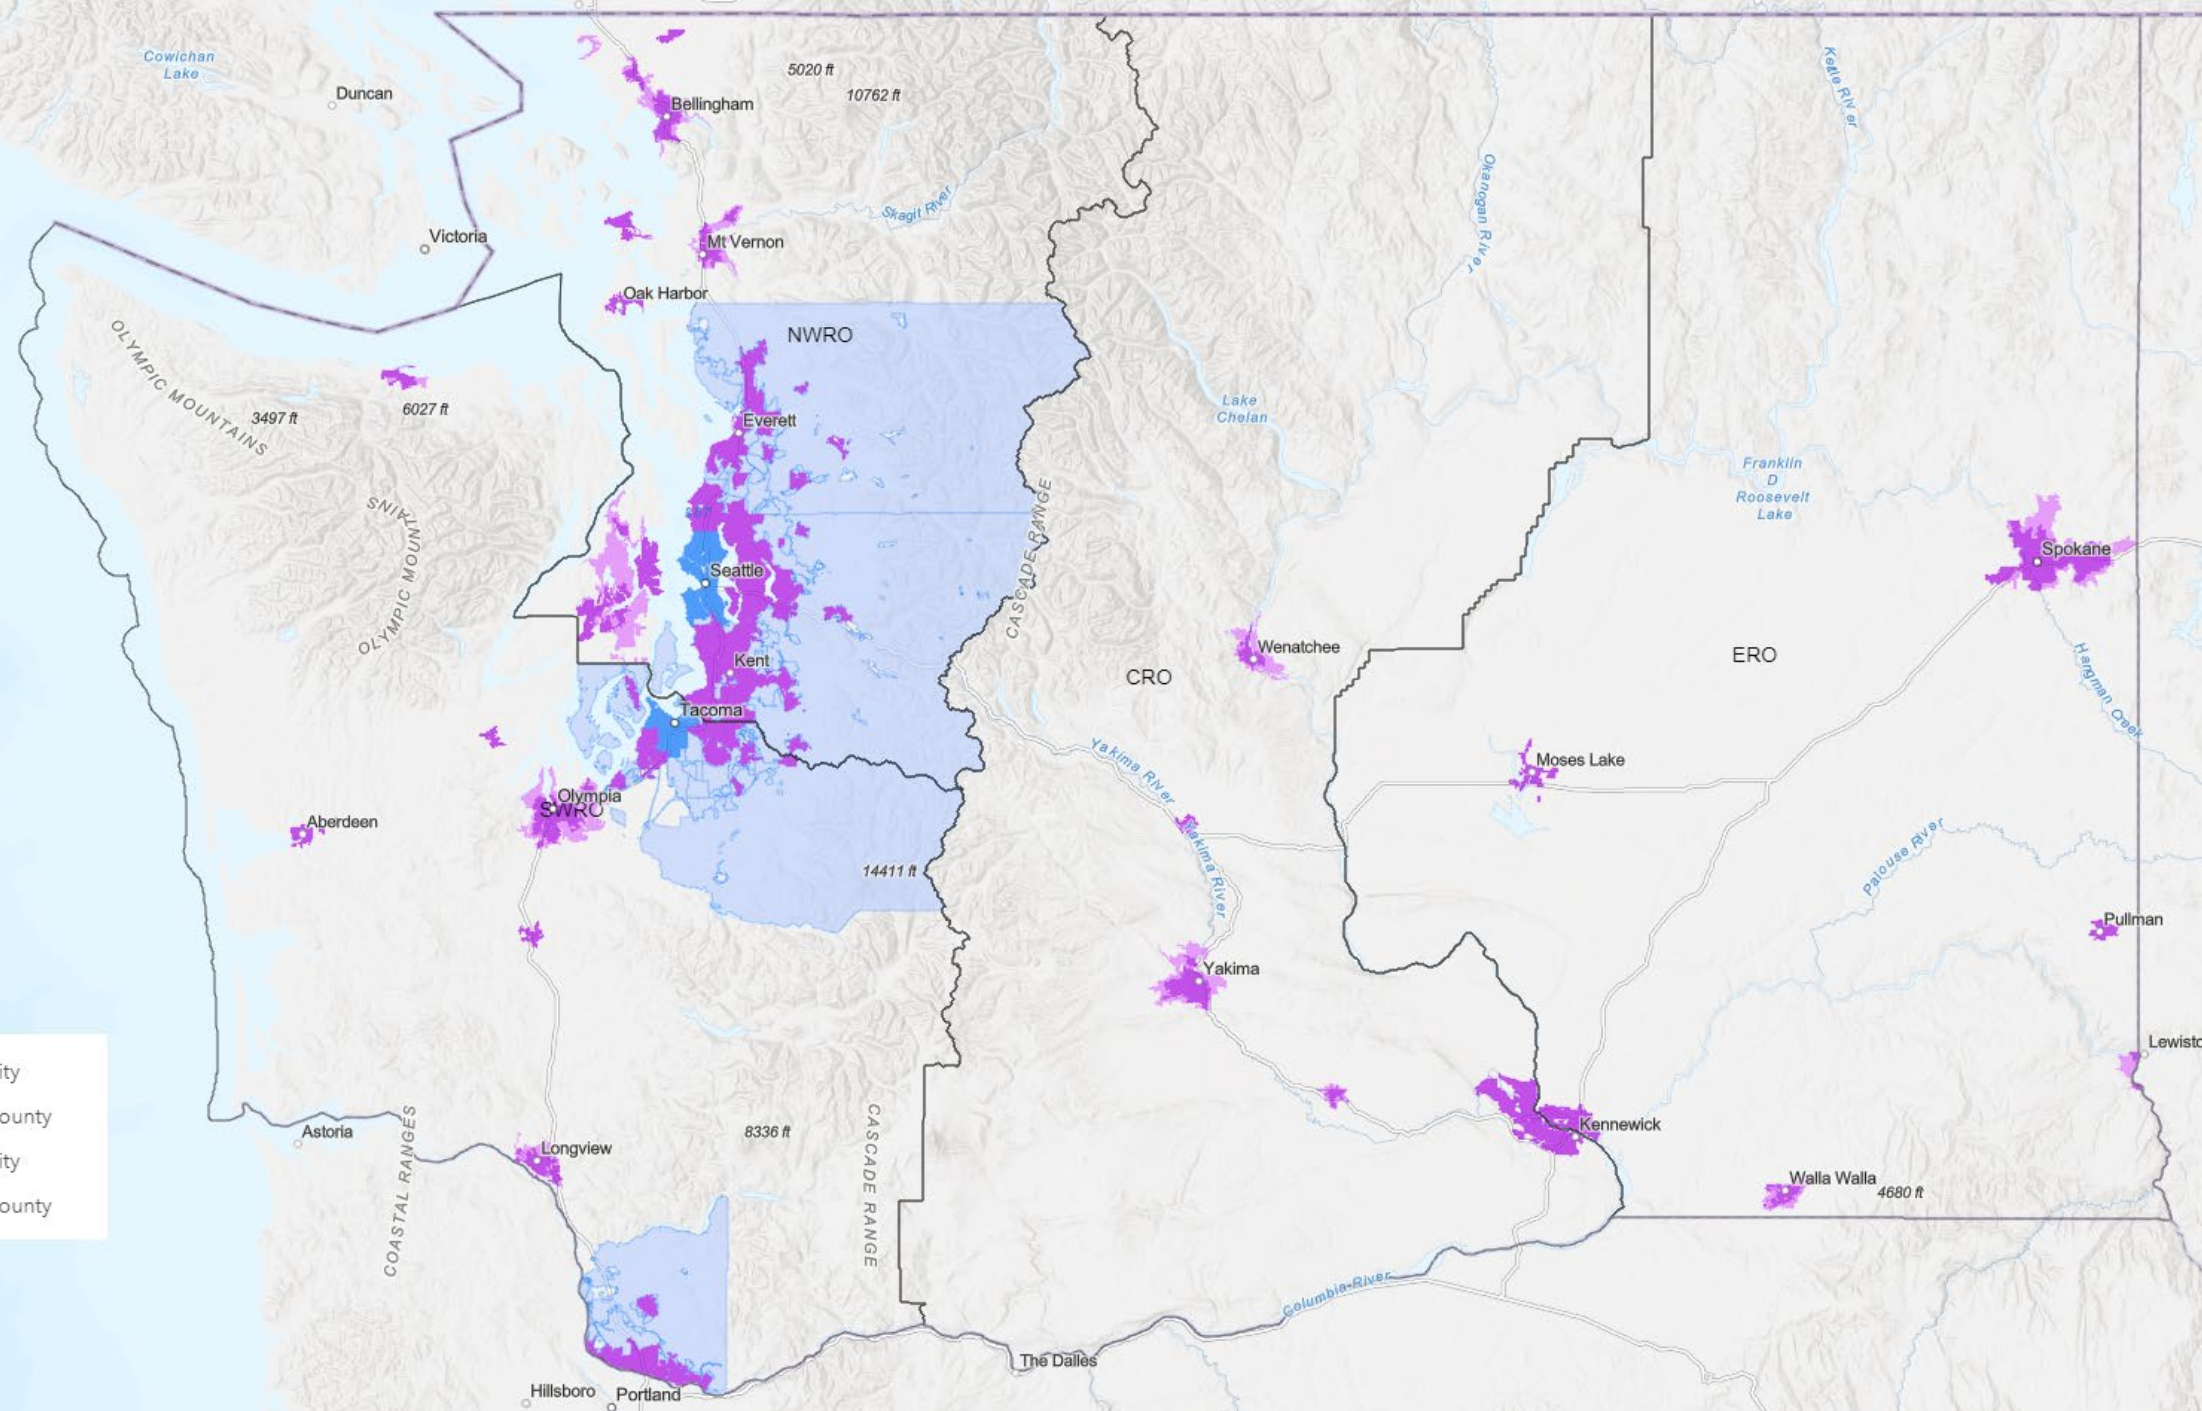 Cowichan
Lake
Duncan
5020 ft
10762 ft
Bellingham
Kettle River
Okanogan River
Skagit River
Victoria
Mt Vernon
Oak Harbor
NWRO
OLYMPIC MOUNTAINS
3497 ft
6027 ft
Everett
Lake
Chelan
Franklin
D
Roosevelt
Lake
OLYMPIC MOUNTAINS
CASCADE RANGE
Seattle
Spokane
Kent
CRO
Wenatchee
ERO
Hangman Creek
Tacoma
Yakima River
Moses Lake
Olympia
SWRO
Aberdeen
Yakima River
Palouse River
14411 ft
Pullman
Yakima
ity
ounty
ity
ounty
Lewisto
Astoria
COASTAL RANGES
Longview
8336 ft
CASCADE RANGE
Kennewick
Walla Walla
4680 ft
Columbia River
The Dalles
Hillsboro
Portland